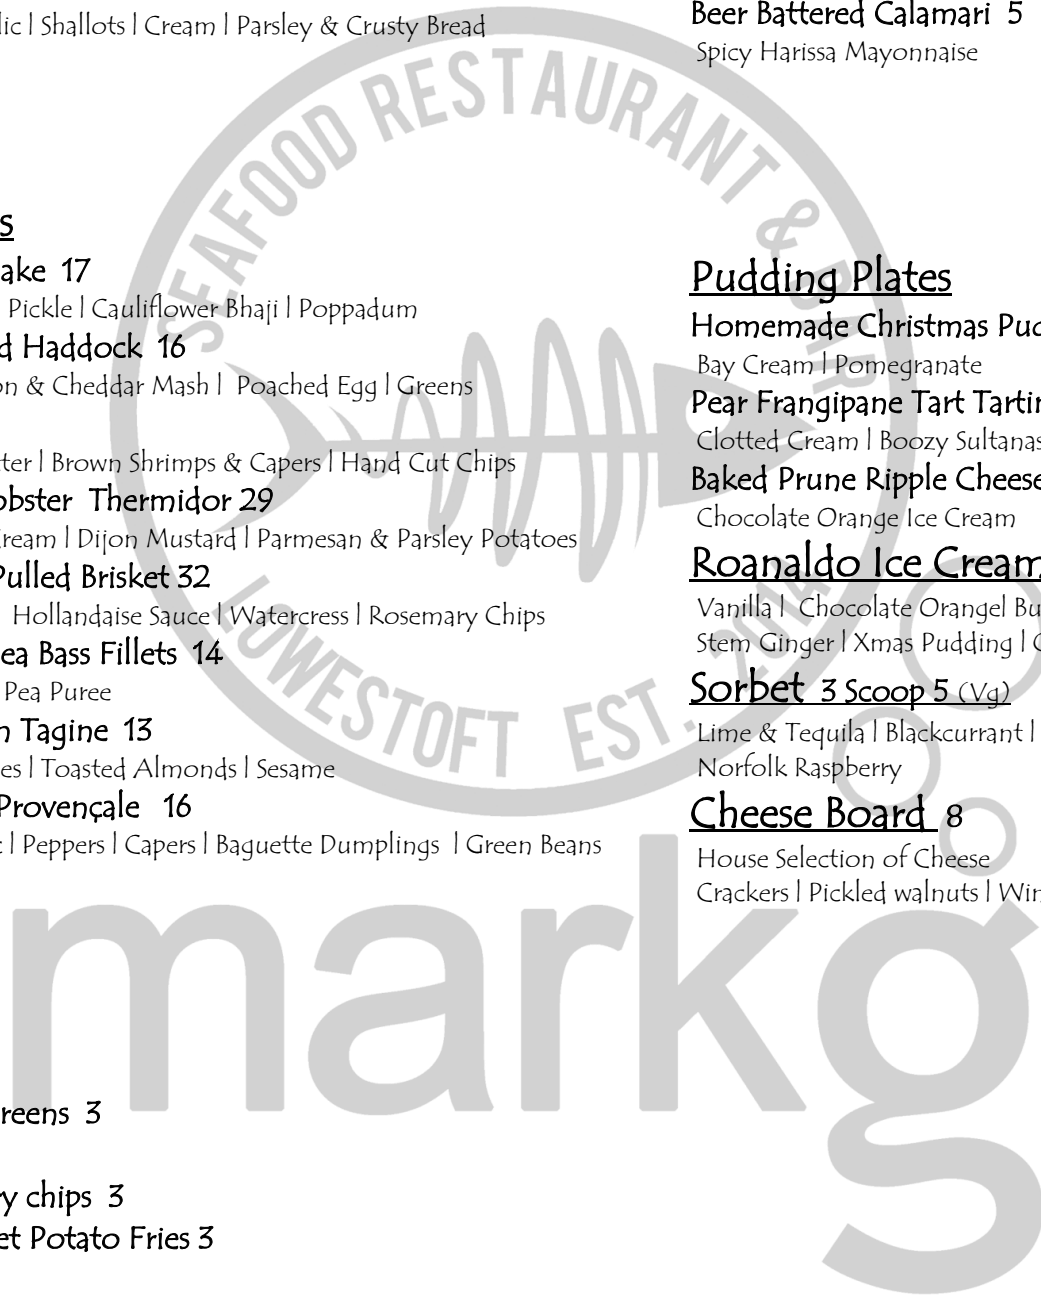 lic | Shallots | Cream | Parsley & Crusty Bread
s
ake 17
Pickle | Cauliflower Bhaji | Poppadum
d Haddock 16
on & Cheddar Mash | Poached Egg | Greens
ter | Brown Shrimps & Capers | Hand Cut Chips
obster Thermidor 29
Cream | Dijon Mustard | Parmesan & Parsley Potatoes
Pulled Brisket 32
Hollandaise Sauce | Watercress | Rosemary Chips
ea Bass Fillets 14
Pea Puree
n Tagine 13
es | Toasted Almonds | Sesame
Provençale 16
| Peppers | Capers | Baguette Dumplings | Green Beans
reens 3
y chips 3
et Potato Fries 3
Beer Battered Calamari 5
Spicy Harissa Mayonnaise
Pudding Plates
Homemade Christmas Pud
Bay Cream | Pomegranate
Pear Frangipane Tart Tartin
Clotted Cream | Boozy Sultanas
Baked Prune Ripple Cheese
Chocolate Orange Ice Cream
Roanaldo Ice Cream
Vanilla | Chocolate Orangel Bu
Stem Ginger | Xmas Pudding |
Sorbet 3 Scoop 5 (Vg)
Lime & Tequila | Blackcurrant |
Norfolk Raspberry
Cheese Board 8
House Selection of Cheese
Crackers | Pickled walnuts | Win
SEAFOOD RESTAURANT & BAR
LOWESTOFT EST. 2014
markg
s